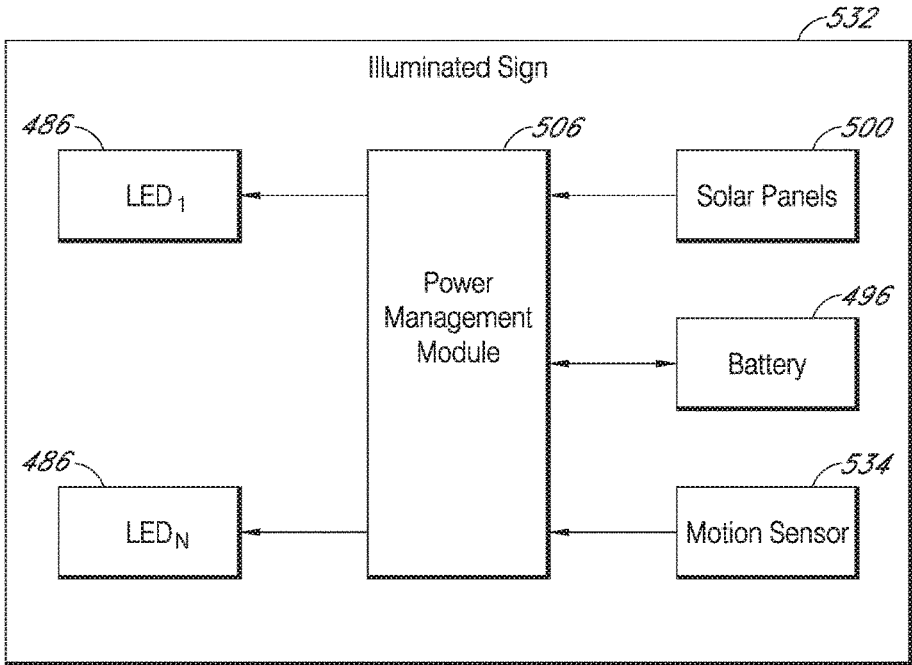 532
Illuminated Sign
486
506
500
LED1
Solar Panels
Power
Management
Module
496
Battery
486
534
LEDN
Motion Sensor